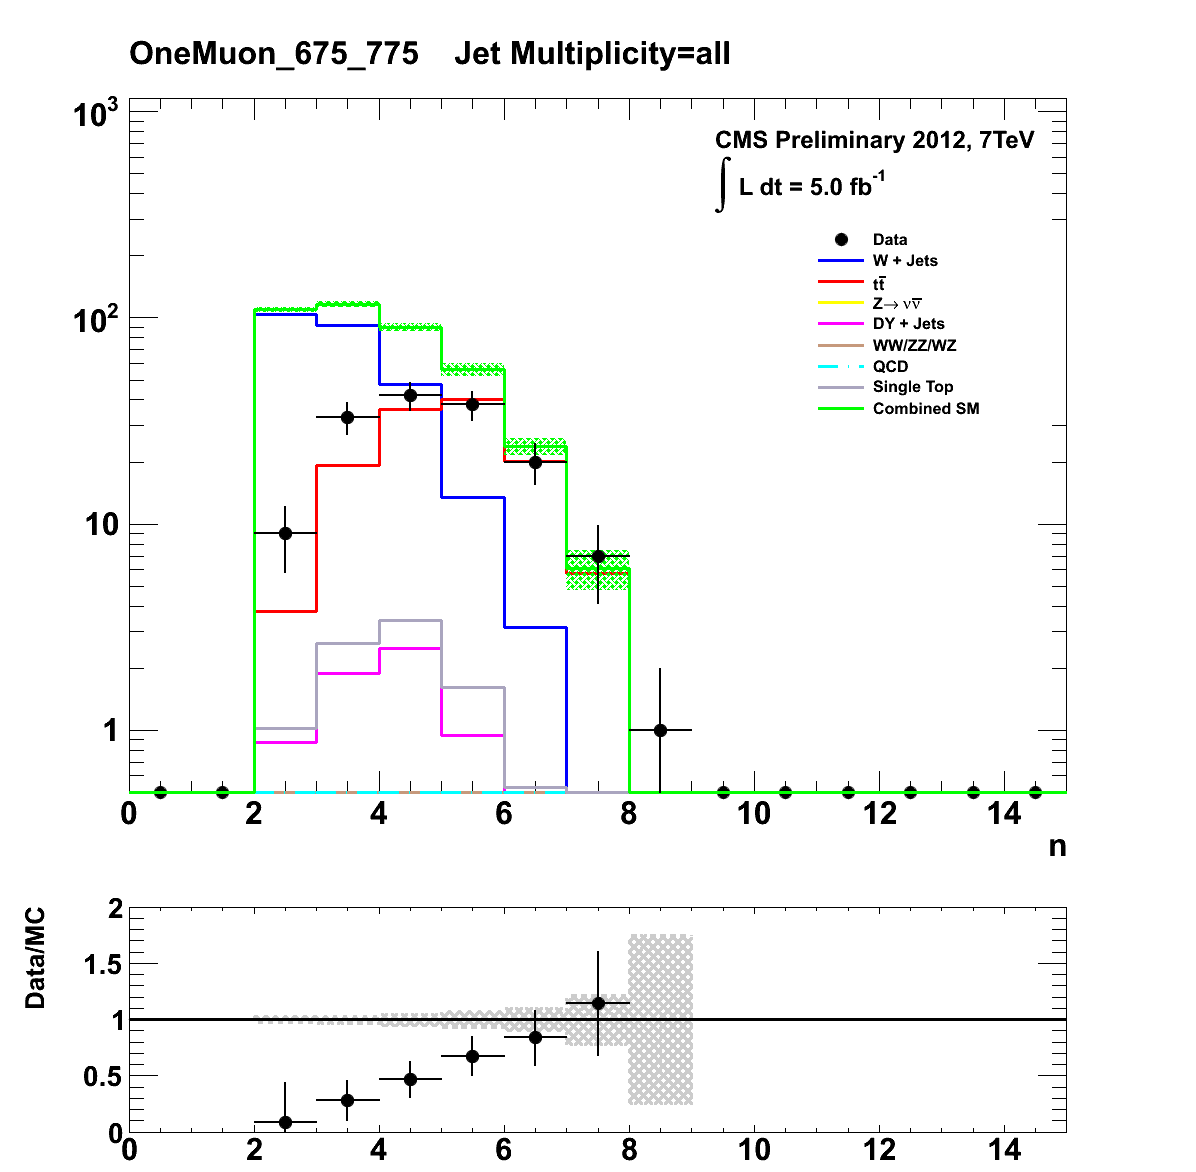 OneMuon_675_775 Jet Multiplicity=all
10³
CMS Preliminary 2012, 7TeV
∫ L dt = 5.0 fb⁻¹
Data
W + Jets
tt̅
Z→ νν̅
DY + Jets
WW/ZZ/WZ
QCD
Single Top
Combined SM
10²
10
1
0 2 4 6 8 10 12 14
n
Data/MC
2
1.5
1
0.5
0
0 2 4 6 8 10 12 14